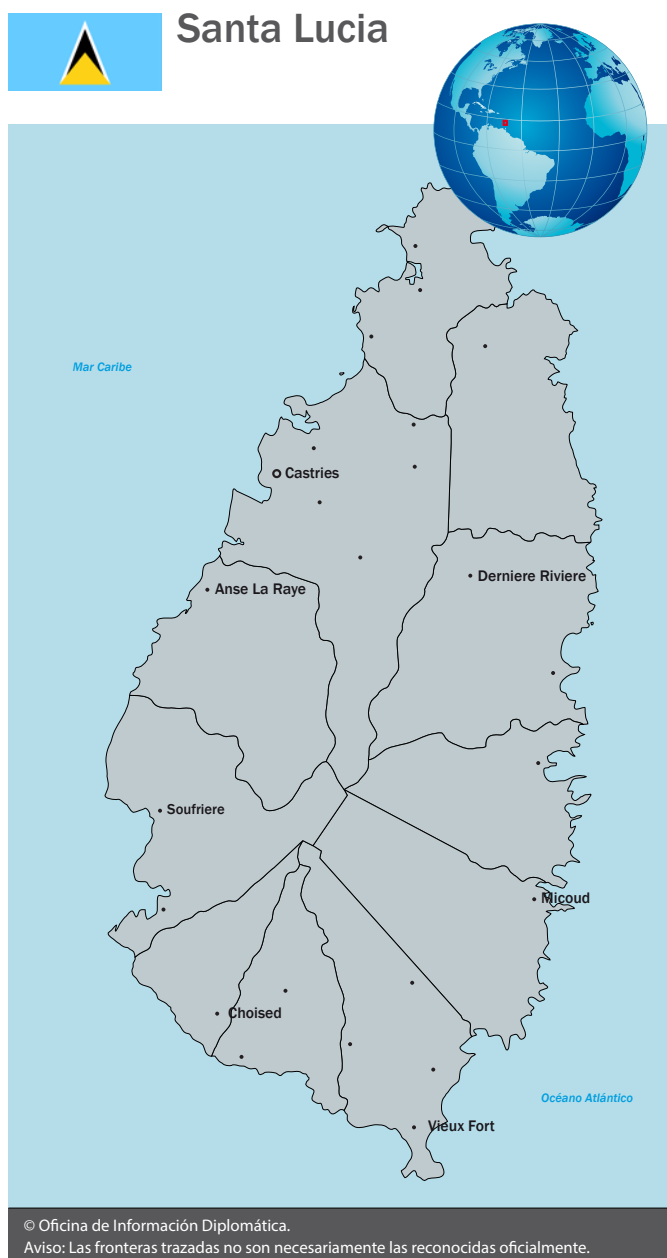 Santa Lucia
Mar Caribe
Castries
Derniere Riviere
Anse La Raye
Soufriere
Micoud
Choised
Océano Atlántico
Vieux Fort
© Oficina de Información Diplomática.
Aviso: Las fronteras trazadas no son necesariamente las reconocidas oficialmente.